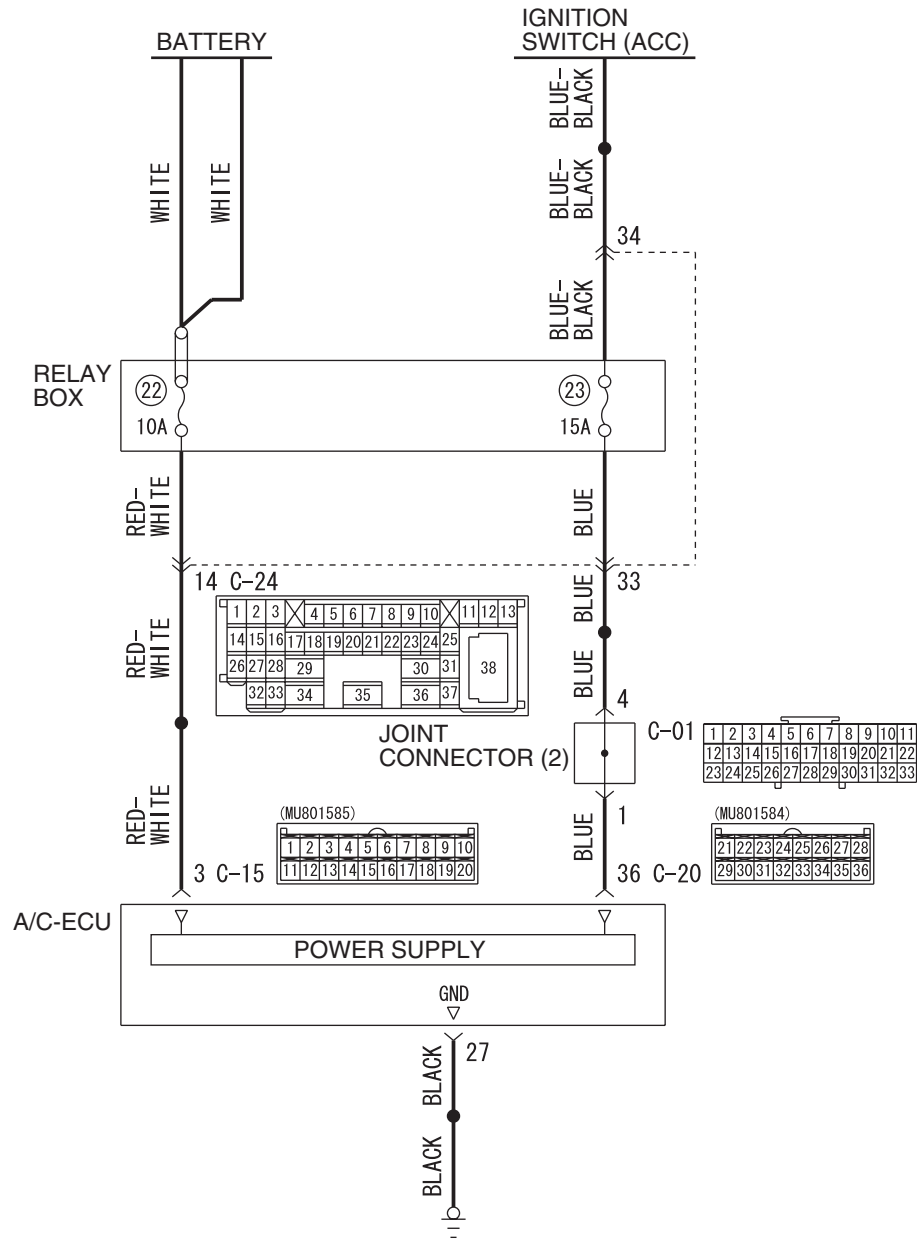 BATTERY
IGNITION
SWITCH (ACC)
WHITE
WHITE
BLUE-
BLACK
BLUE-
BLACK
34
BLUE-
BLACK
RELAY
BOX
22
10A
23
15A
RED-
WHITE
BLUE
14 C-24
33
1 2 3 4 5 6 7 8 9 10 11 12 13
14 15 16 17 18 19 20 21 22 23 24 25
26 27 28 29 30 31 38
32 33 34 35 36 37
RED-
WHITE
BLUE
BLUE
4
JOINT
CONNECTOR (2)
C-01
1 2 3 4 5 6 7 8 9 10 11
12 13 14 15 16 17 18 19 20 21 22
23 24 25 26 27 28 29 30 31 32 33
RED-
WHITE
BLUE
1
(MU801585)
1 2 3 4 5 6 7 8 9 10
11 12 13 14 15 16 17 18 19 20
(MU801584)
21 22 23 24 25 26 27 28
29 30 31 32 33 34 35 36
3 C-15
36 C-20
A/C-ECU
POWER SUPPLY
GND
27
BLACK
BLACK